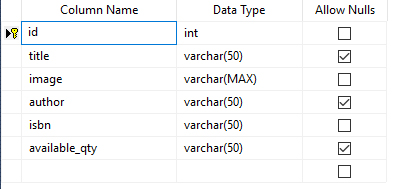 Column Name Data Type Allow Nulls
id int
title varchar(50)
image varchar(MAX)
author varchar(50)
isbn varchar(50)
available_qty varchar(50)